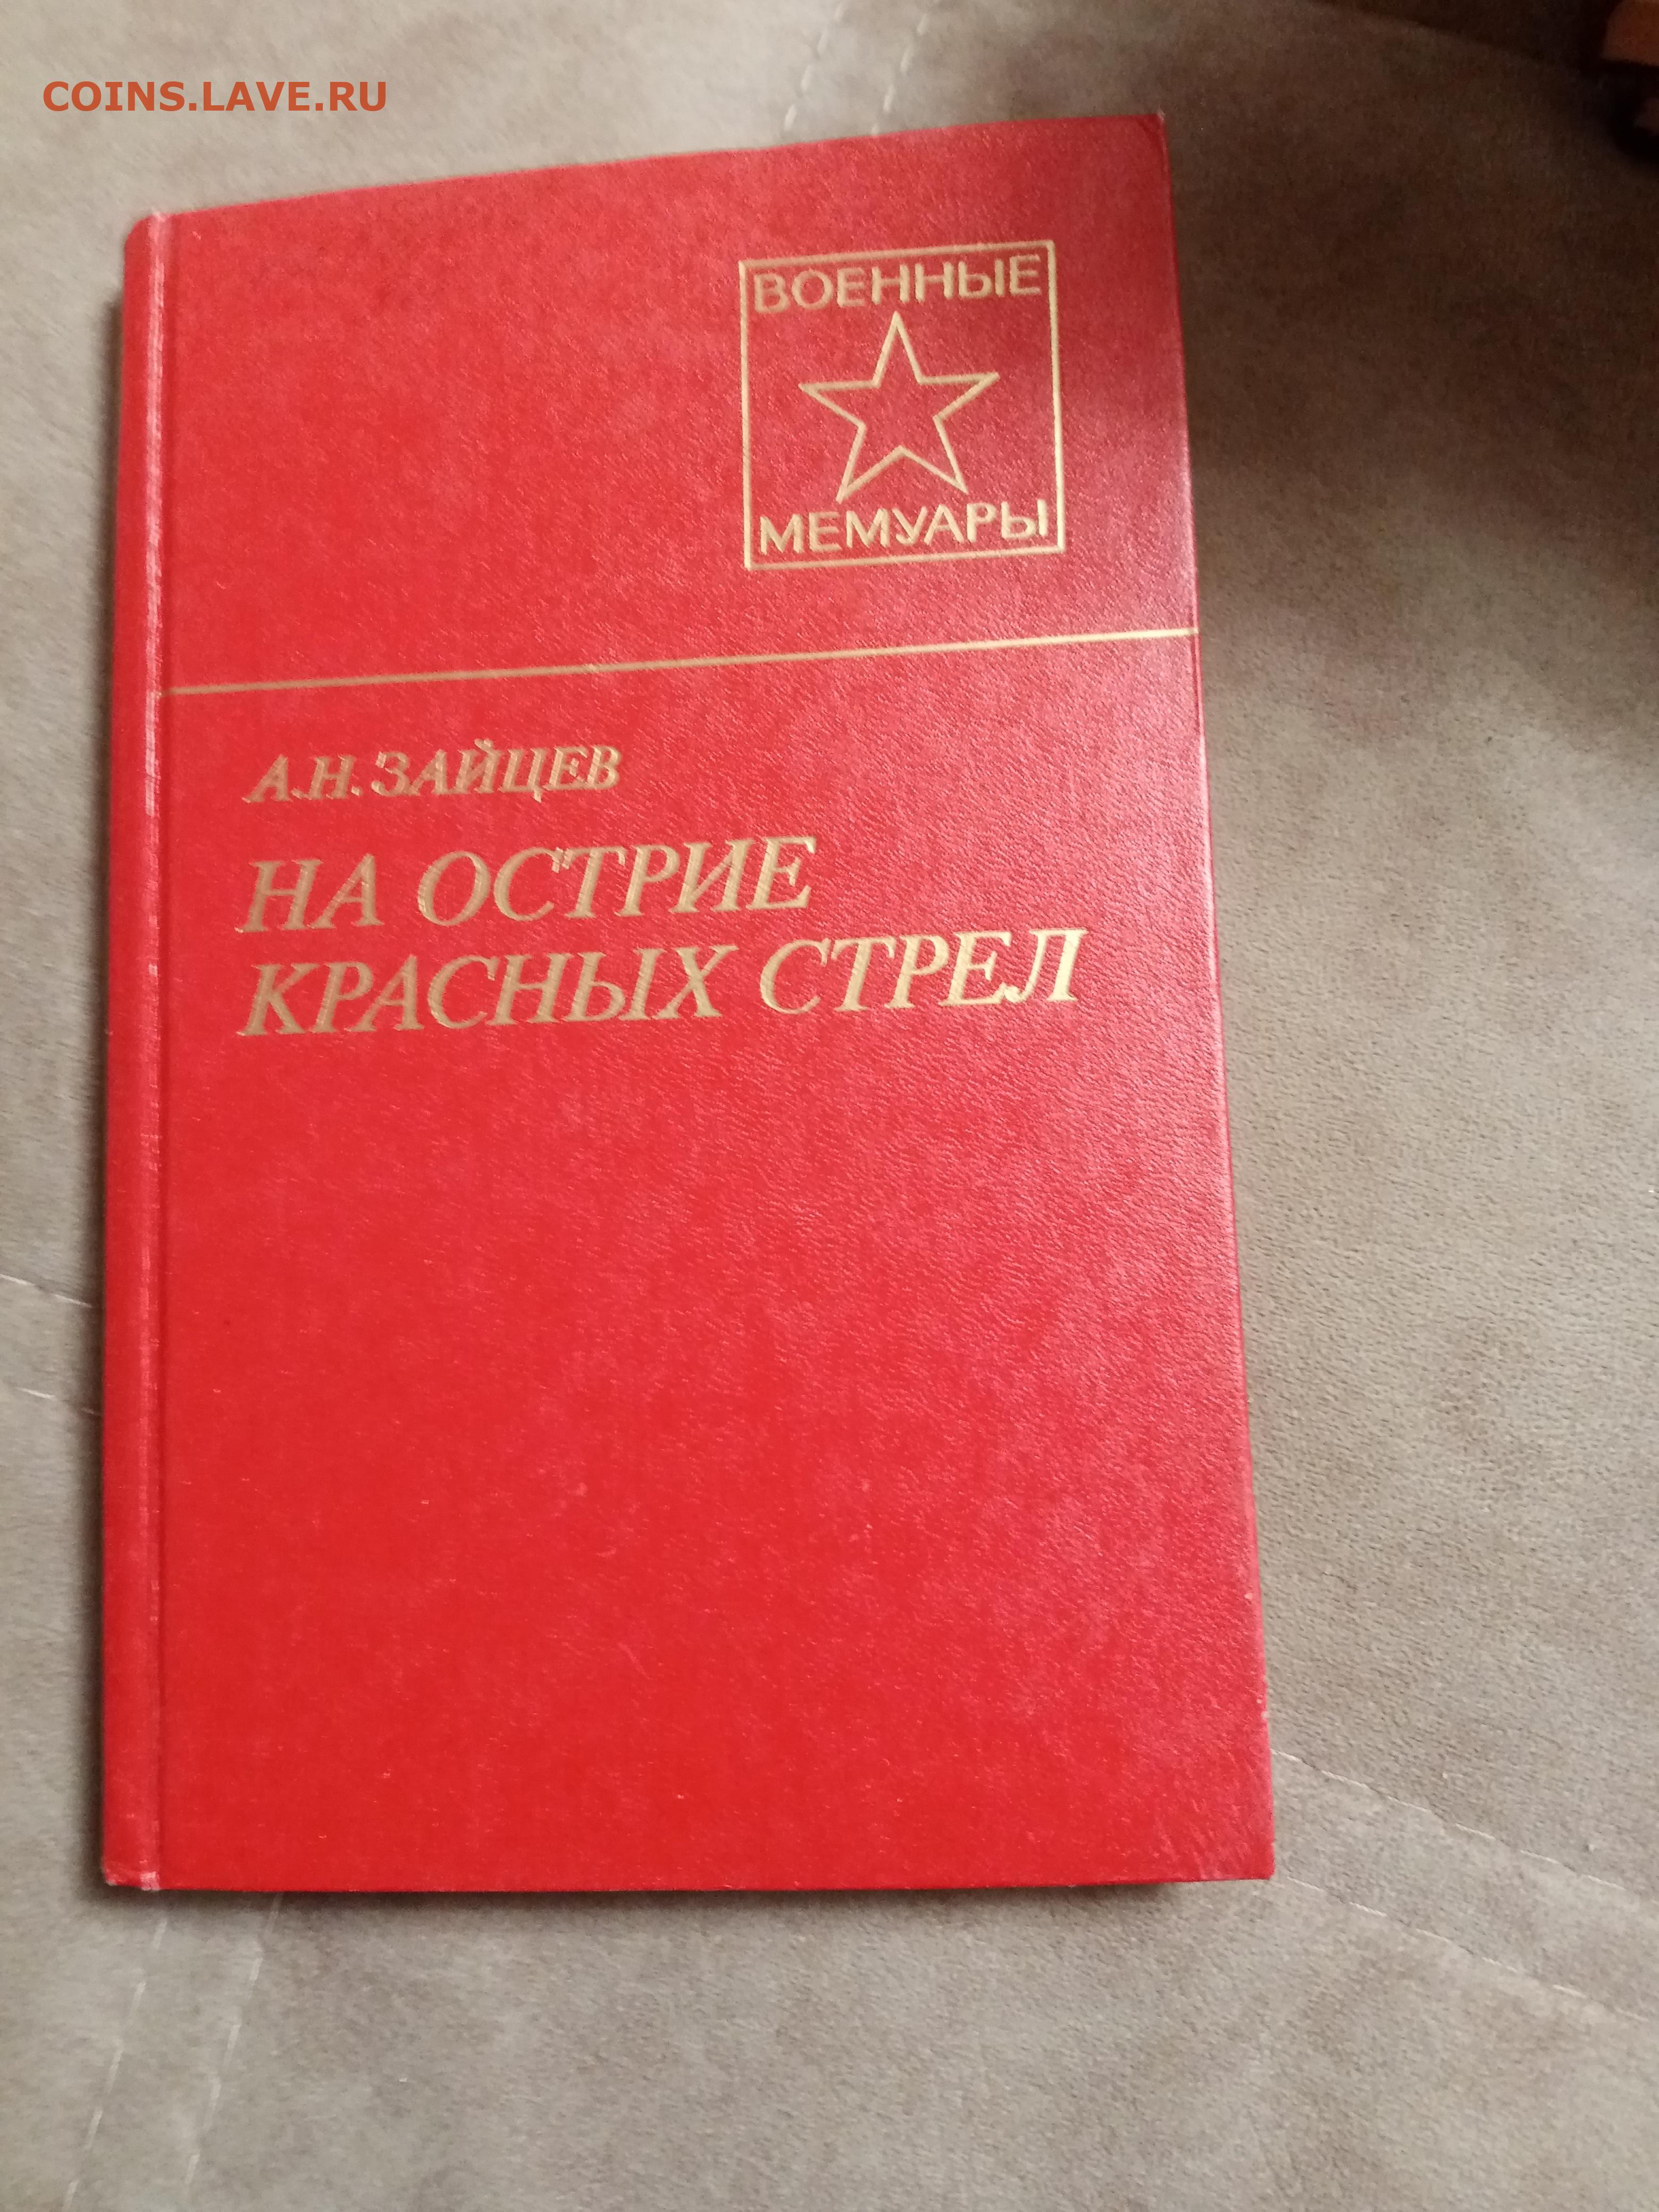 COINS.LAVE.RU
ВОЕННЫЕ
МЕМУАРЫ
А.Н. ЗАЙЦЕВ
НА ОСТРИЕ
КРАСНЫХ СТРЕЛ